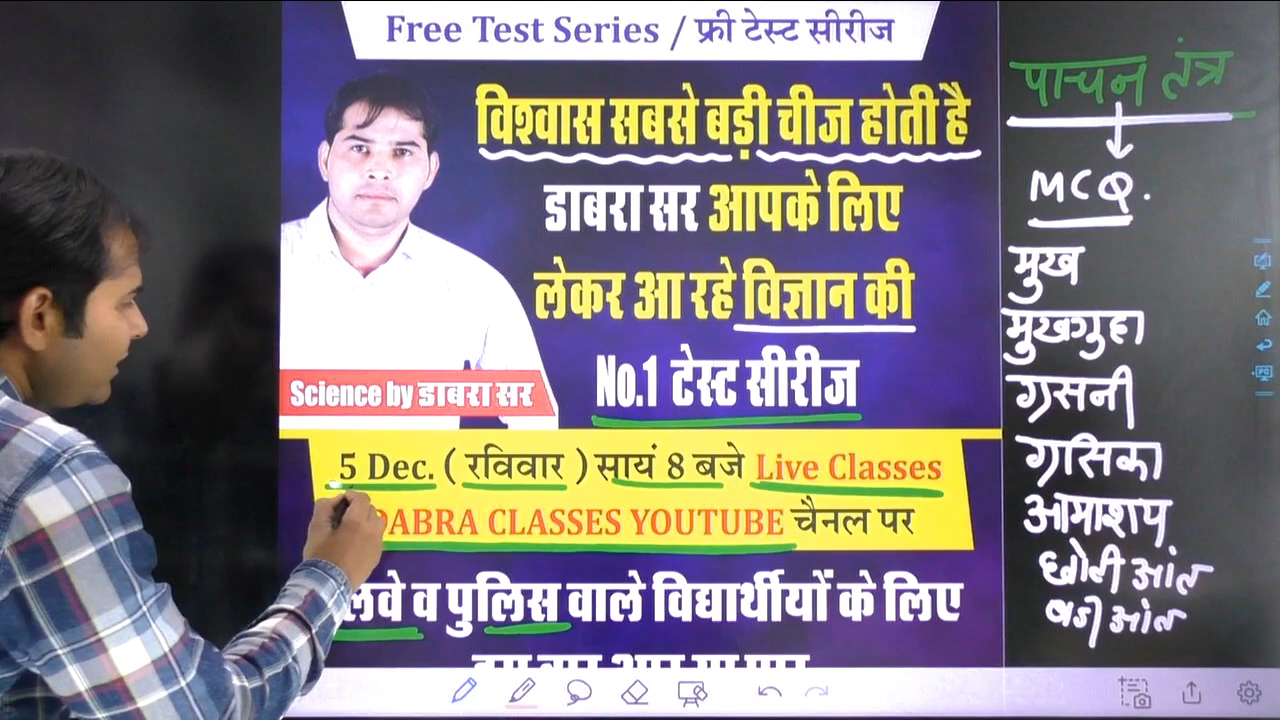 Free Test Series / फ्री टेस्ट सीरीज
विश्वास सबसे बड़ी चीज होती है
डाबरा सर आपके लिए
लेकर आ रहे विज्ञान की
No.1 टेस्ट सीरीज
Science by डाबरा सर
5 Dec. ( रविवार ) सायं 8 बजे Live Classes
DABRA CLASSES YOUTUBE चैनल पर
लवे व पुलिस वाले विद्यार्थीयों के लिए
पाचन तंत्र
MCQ.
मुख
मुखगुहा
ग्रसनी
ग्रसिका
आमाशय
छोटी आंत
बडी आंत